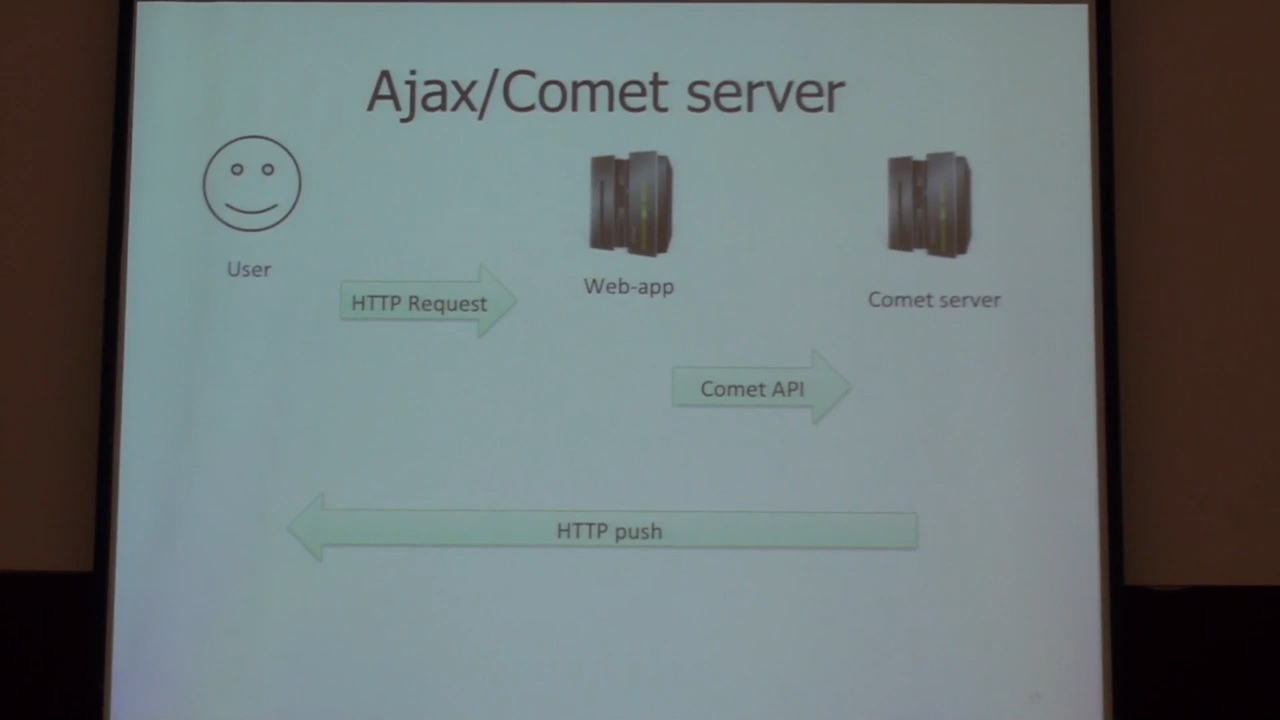 Ajax/Comet server
User
Web-app
Comet server
HTTP Request
Comet API
HTTP push